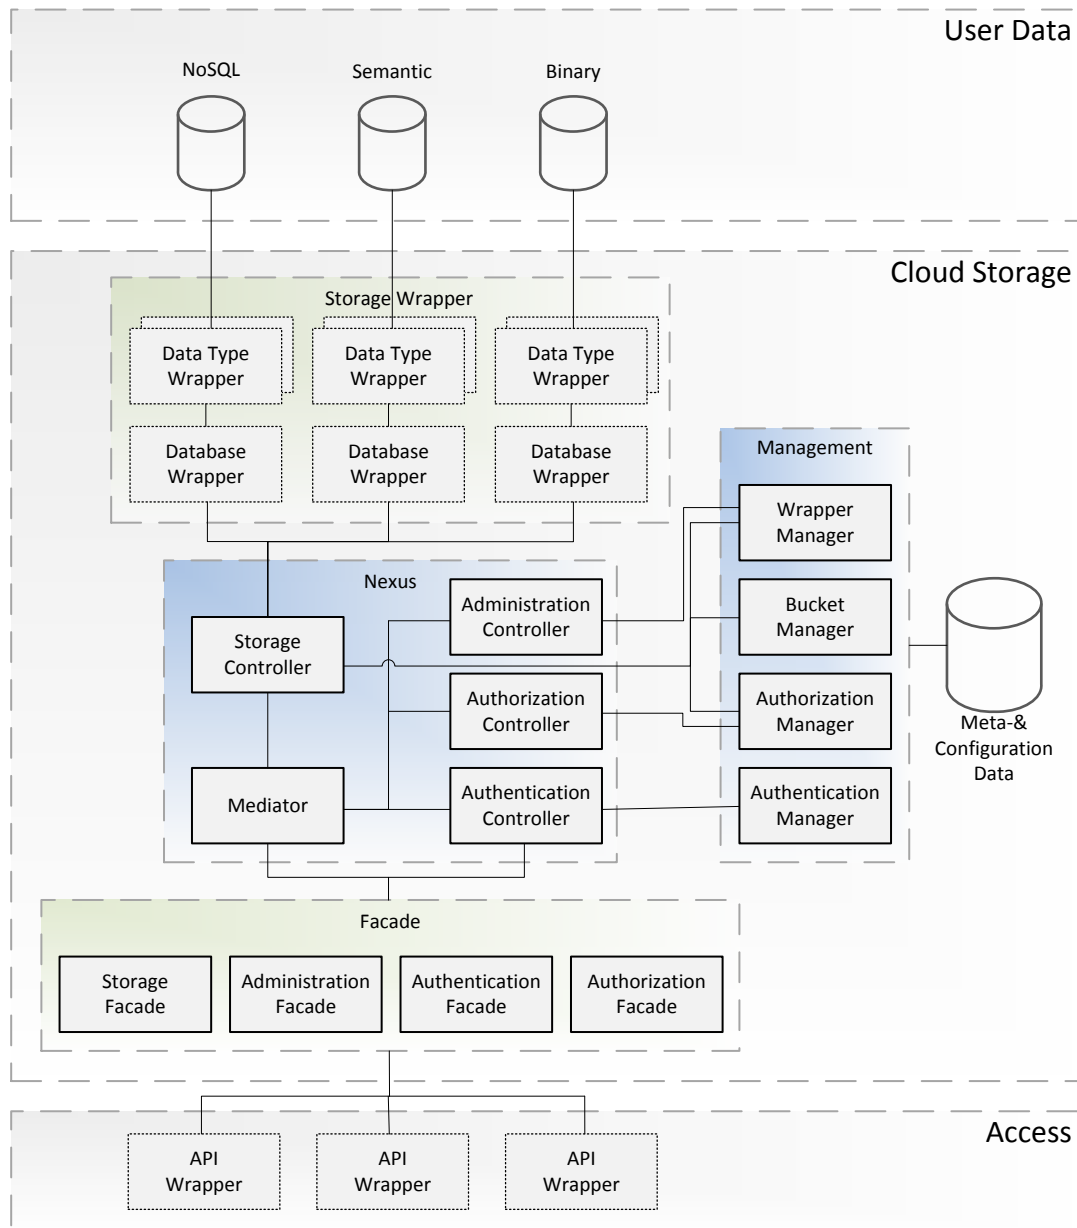 User Data
NoSQL
Semantic
Binary
Cloud Storage
Storage Wrapper
Data Type
Wrapper
Data Type
Wrapper
Data Type
Wrapper
Database
Wrapper
Database
Wrapper
Database
Wrapper
Management
Wrapper
Manager
Bucket
Manager
Authorization
Manager
Authentication
Manager
Meta-&
Configuration
Data
Nexus
Storage
Controller
Administration
Controller
Authorization
Controller
Mediator
Authentication
Controller
Facade
Storage
Facade
Administration
Facade
Authentication
Facade
Authorization
Facade
Access
API
Wrapper
API
Wrapper
API
Wrapper